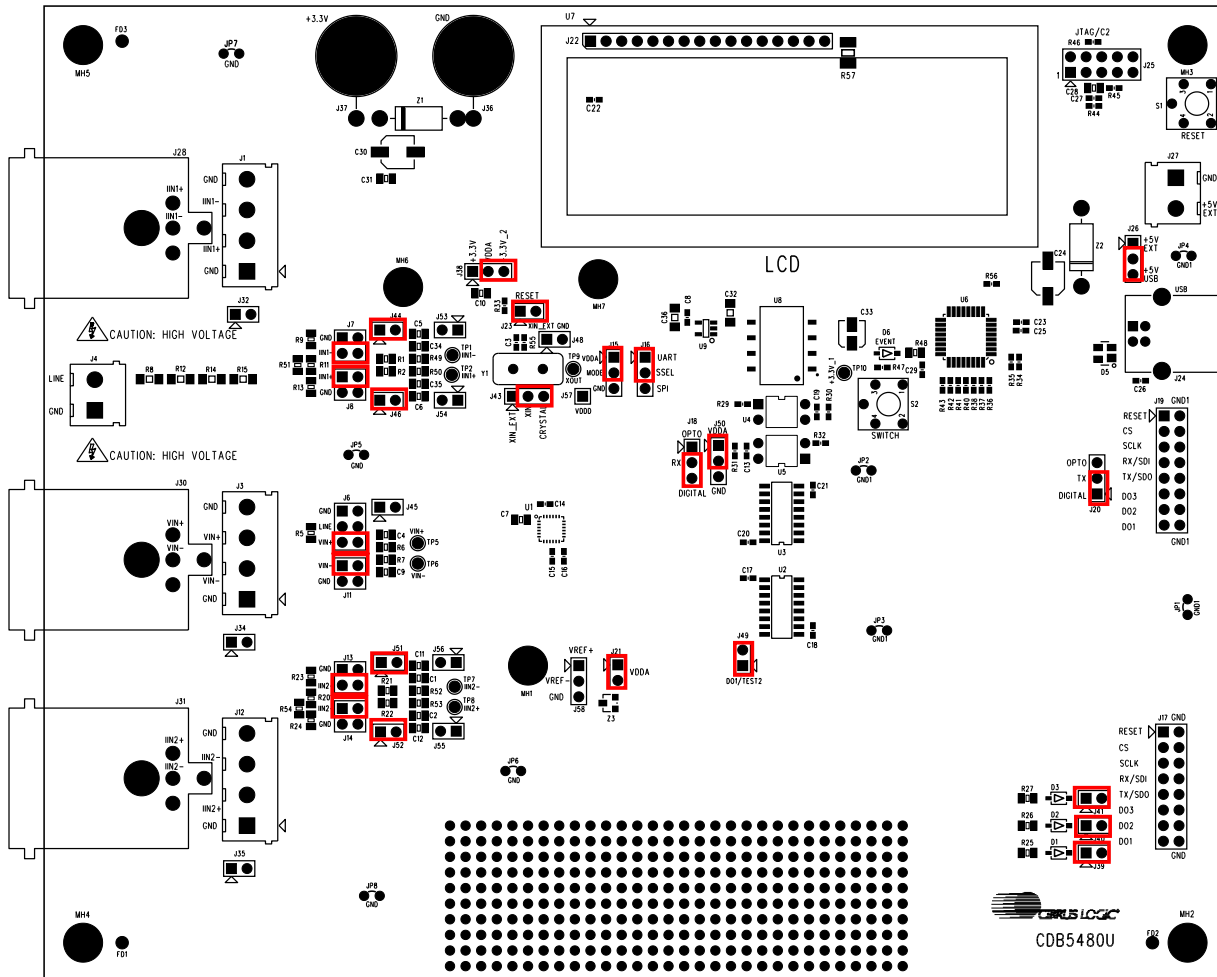 +3.3V
GND
U7
J22
R57
C22
LCD
FD3
MH5
JP7
GND
J37
Z1
J36
C30
C31
JTAG/C2
R46
J25
1
C28
C27
R45
R44
MH3
S1
3
1
4
2
RESET
J27
GND
+5V
EXT
J26
+5V
EXT
+5V
USB
JP4
GND1
Z2
C24
USB
J24
D5
C26
J28
IIN1+
IIN1-
J1
GND
IIN1-
IIN1+
GND
J32
CAUTION: HIGH VOLTAGE
J4
LINE
GND
R8
R12
R14
R15
CAUTION: HIGH VOLTAGE
MH6
J38
+3.3V
VDDA
3.3V_2
C10
R33
RESET
J23
XIN_EXT
GND
J48
C3
R55
Y1
TP9
XOUT
J43
XIN_EXT
XIN
CRYSTAL
J57
VDDD
MH7
J7
GND
IIN1-
R9
R51
R11
R13
IIN1+
GND
J8
J44
C5
C34
R1
R49
R2
R50
C35
C6
J46
J53
TP1
IIN1-
TP2
IIN1+
J54
J15
VDDA
MODE
GND
J16
UART
SSEL
SPI
C36
C8
U9
C32
U8
C33
D6
EVENT
R48
R47
C29
+3.3V_1
TP10
3
1
4
2
S2
SWITCH
U6
R56
C23
C25
R35
R34
R43
R42
R41
R40
R38
R37
R36
R29
U4
C19
R30
R31
C13
R32
U5
J18
OPTO
RX
DIGITAL
J50
VDDA
GND
JP2
GND1
C21
C20
U3
C17
U2
C18
JP5
GND
J30
VIN+
VIN-
J3
GND
VIN+
VIN-
GND
J34
J6
GND
LINE
R5
VIN+
VIN-
GND
J11
J45
C4
R6
R7
C9
VIN+
TP5
TP6
VIN-
U1
C14
C7
C15
C16
J19
GND1
RESET
CS
SCLK
RX/SDI
TX/SDO
DO3
DO2
DO1
GND1
OPTO
TX
DIGITAL
J20
JP1
GND1
JP3
GND1
J49
DO1/TEST2
J13
GND
R23
IIN2
R20
R54
IIN2
R24
GND
J14
J51
C11
R21
C1
R52
R53
R22
C2
C12
J52
J56
TP7
IIN2-
TP8
IIN2+
J55
MH1
VREF+
VREF-
GND
J58
J21
VDDA
Z3
J31
IIN2+
IIN2-
J12
GND
IIN2-
IIN2+
GND
J35
JP6
GND
JP8
GND
J17
GND
RESET
CS
SCLK
RX/SDI
TX/SDO
DO3
DO2
DO1
GND
R27
D3
J41
R26
D2
J40
R25
D1
J39
MH4
FD1
CIRRUS LOGIC®
CDB5480U
FD2
MH2